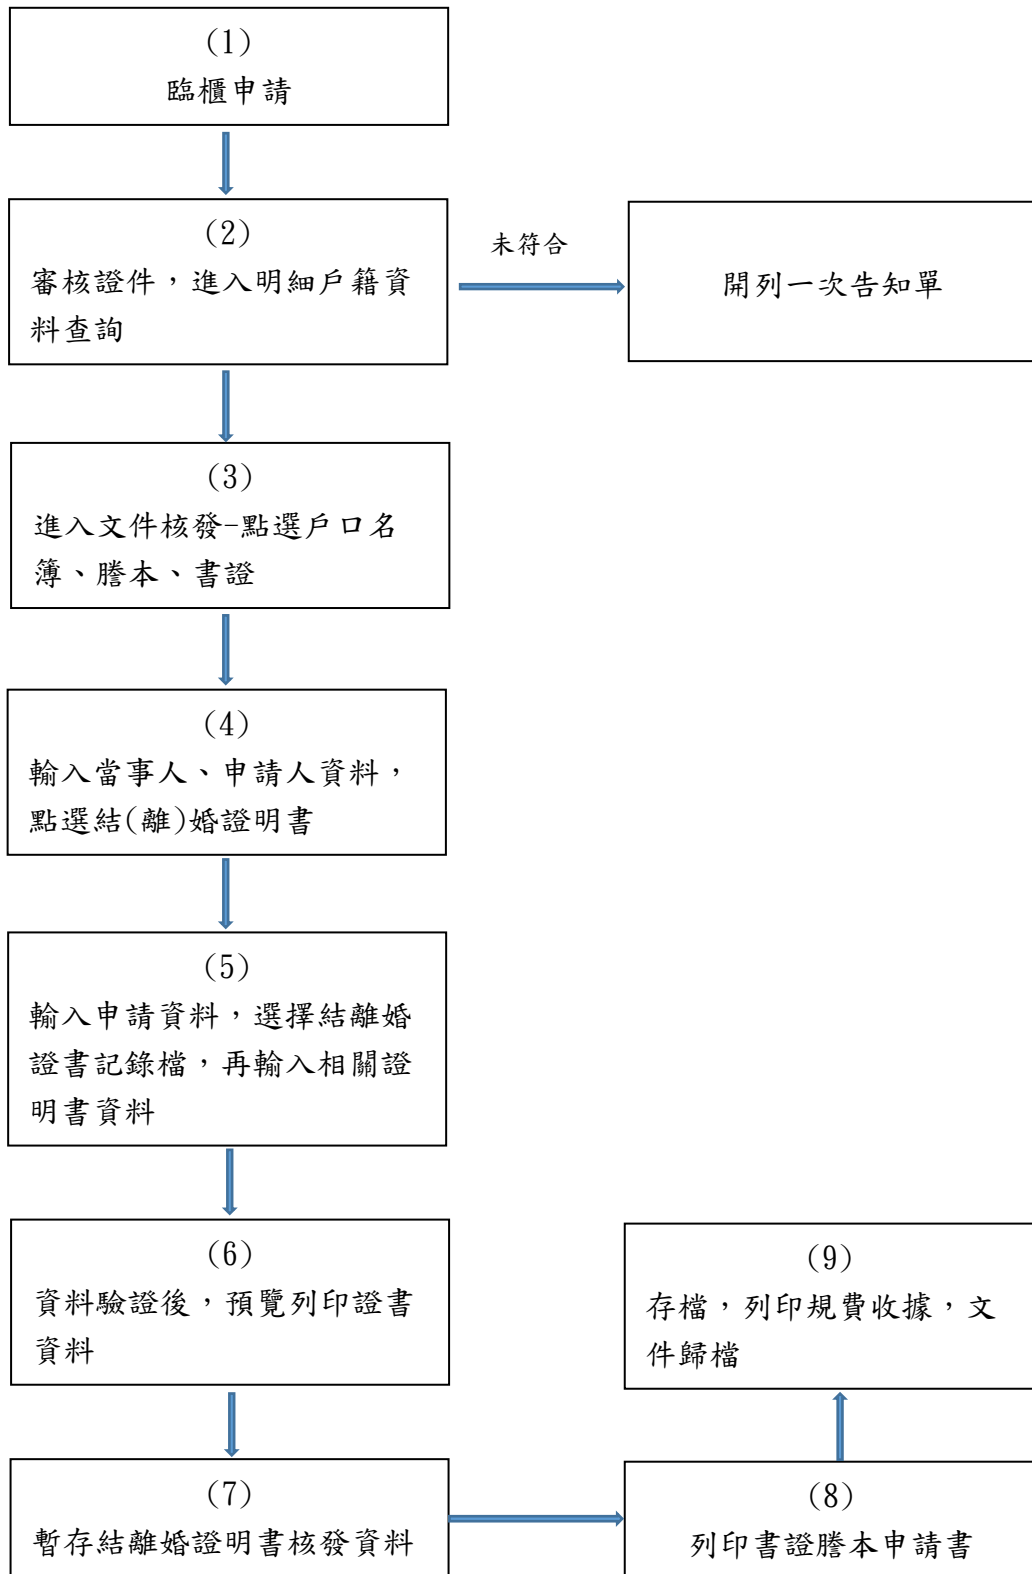 (1)
臨櫃申請
(2)
審核證件，進入明細戶籍資
料查詢
未符合
開列一次告知單
(3)
進入文件核發-點選戶口名
簿、謄本、書證
(4)
輸入當事人、申請人資料，
點選結(離)婚證明書
(5)
輸入申請資料，選擇結離婚
證書記錄檔，再輸入相關證
明書資料
(6)
資料驗證後，預覽列印證書
資料
(7)
暫存結離婚證明書核發資料
(8)
列印書證謄本申請書
(9)
存檔，列印規費收據，文
件歸檔